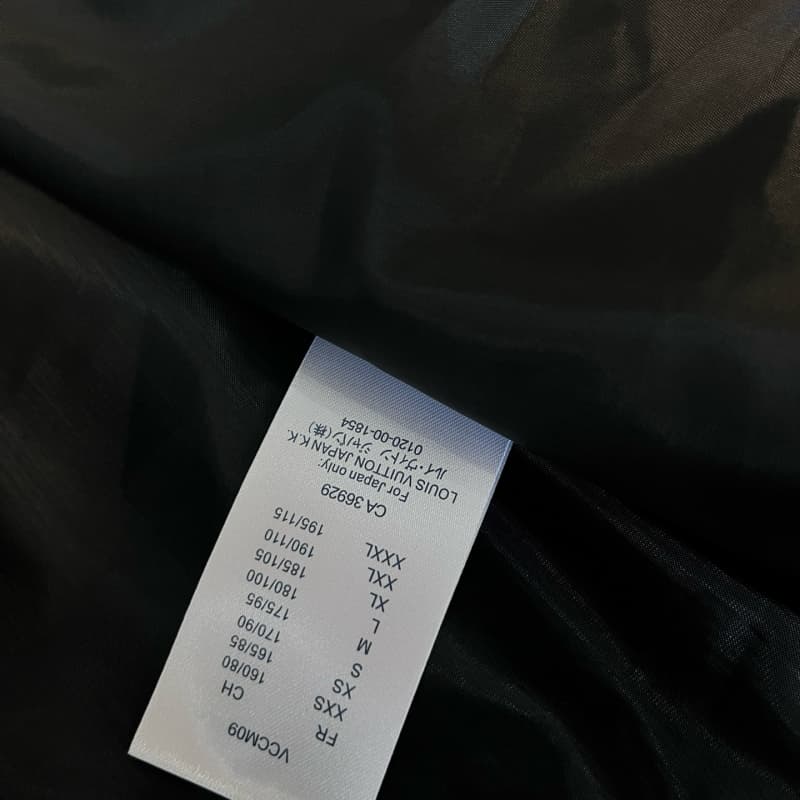 VCCM09
FR CH
XXS 160/80
XS 165/85
S 170/90
M 175/95
L 180/100
XL 185/105
XXL 190/110
XXXL 195/115
CA 36929
For Japan only:
LOUIS VUITTON JAPAN K.K.
ルイ・ヴィトン ジャパン(株)
0120-00-1854